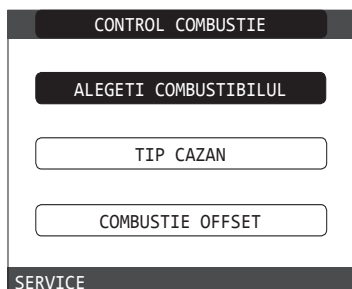 CONTROL COMBUSTIE
ALEGETI COMBUSTIBILUL
TIP CAZAN
COMBUSTIE OFFSET
SERVICE